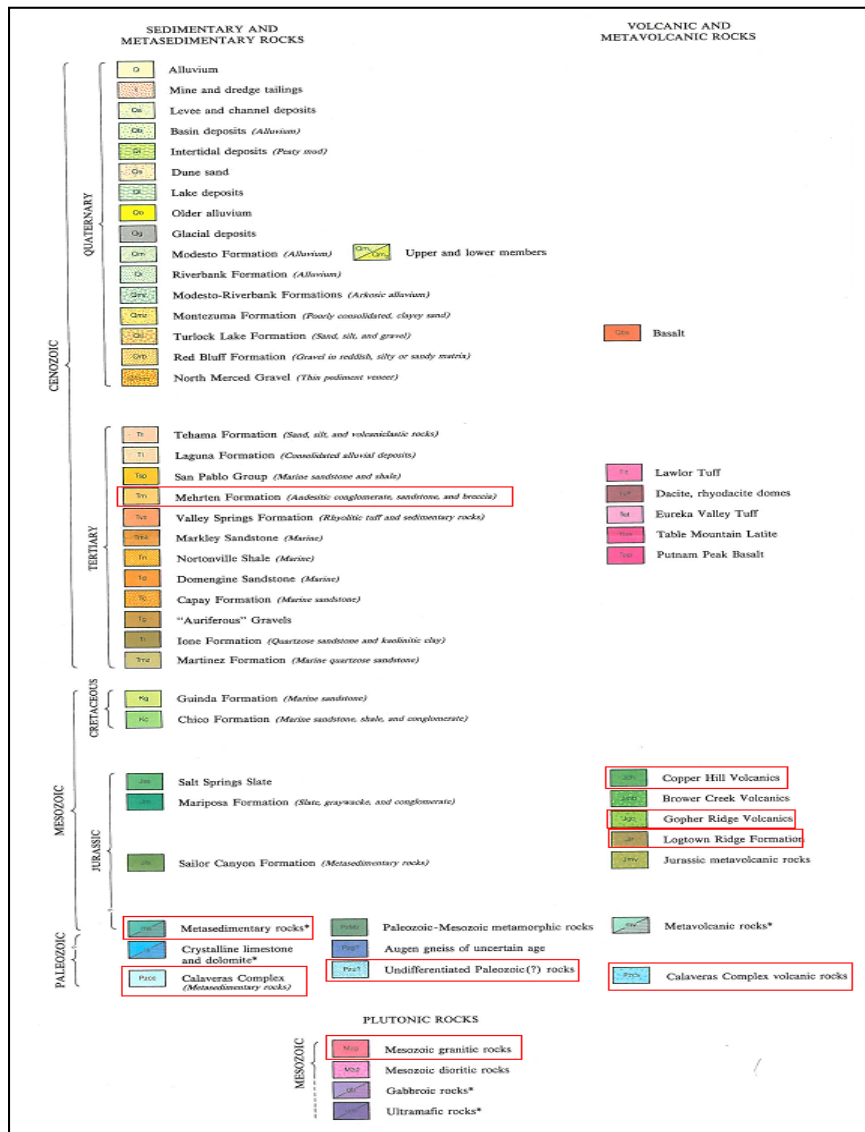 SEDIMENTARY AND
METASEDIMENTARY ROCKS
VOLCANIC AND
METAVOLCANIC ROCKS
CENOZOIC
QUATERNARY
Alluvium
Mine and dredge tailings
Levee and channel deposits
Basin deposits (Alluvium)
Intertidal deposits (Peaty mud)
Dune sand
Lake deposits
Older alluvium
Glacial deposits
Modesto Formation (Alluvium) Upper and lower members
Riverbank Formation (Alluvium)
Modesto-Riverbank Formations (Arkosic alluvium)
Montezuma Formation (Poorly consolidated, clayey sand)
Turlock Lake Formation (Sand, silt, and gravel)
Basalt
Red Bluff Formation (Gravel in reddish, silty or sandy matrix)
North Merced Gravel (Thin pediment veneer)
TERTIARY
Tehama Formation (Sand, silt, and volcaniclastic rocks)
Laguna Formation (Consolidated alluvial deposits)
San Pablo Group (Marine sandstone and shale)
Lawlor Tuff
Mehrten Formation (Andesitic conglomerate, sandstone, and breccia)
Dacite, rhyodacite domes
Valley Springs Formation (Rhyolitic tuff and sedimentary rocks)
Eureka Valley Tuff
Markley Sandstone (Marine)
Table Mountain Latite
Nortonville Shale (Marine)
Putnam Peak Basalt
Domengine Sandstone (Marine)
Capay Formation (Marine sandstone)
"Auriferous" Gravels
Ione Formation (Quartzose sandstone and kaolinitic clay)
Martinez Formation (Marine quartzose sandstone)
MESOZOIC
CRETACEOUS
Guinda Formation (Marine sandstone)
Chico Formation (Marine sandstone, shale, and conglomerate)
JURASSIC
Salt Springs Slate
Copper Hill Volcanics
Mariposa Formation (Slate, graywacke, and conglomerate)
Brower Creek Volcanics
Gopher Ridge Volcanics
Logtown Ridge Formation
Sailor Canyon Formation (Metasedimentary rocks)
Jurassic metavolcanic rocks
PALEOZOIC
Metasedimentary rocks* Paleozoic-Mesozoic metamorphic rocks Metavolcanic rocks*
Crystalline limestone
and dolomite*
Augen gneiss of uncertain age
Calaveras Complex
(Metasedimentary rocks)
Undifferentiated Paleozoic(?) rocks
Calaveras Complex volcanic rocks
PLUTONIC ROCKS
MESOZOIC
Mesozoic granitic rocks
Mesozoic dioritic rocks
Gabbroic rocks*
Ultramafic rocks*